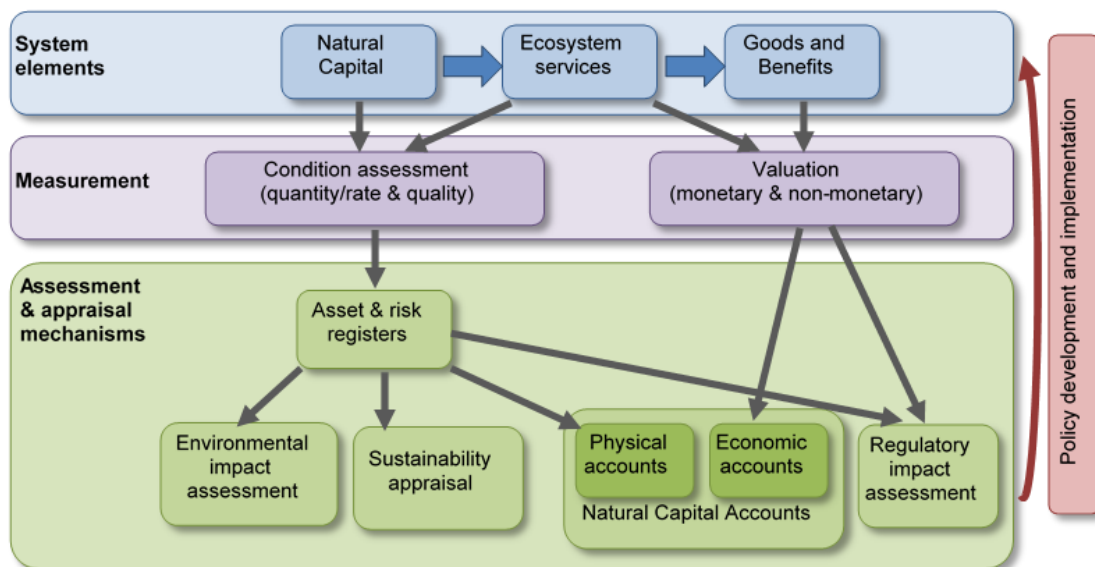 System
elements
Natural
Capital
Ecosystem
services
Goods and
Benefits
Measurement
Condition assessment
(quantity/rate & quality)
Valuation
(monetary & non-monetary)
Assessment
& appraisal
mechanisms
Asset & risk
registers
Environmental
impact
assessment
Sustainability
appraisal
Physical
accounts
Economic
accounts
Natural Capital Accounts
Regulatory
impact
assessment
Policy development and implementation